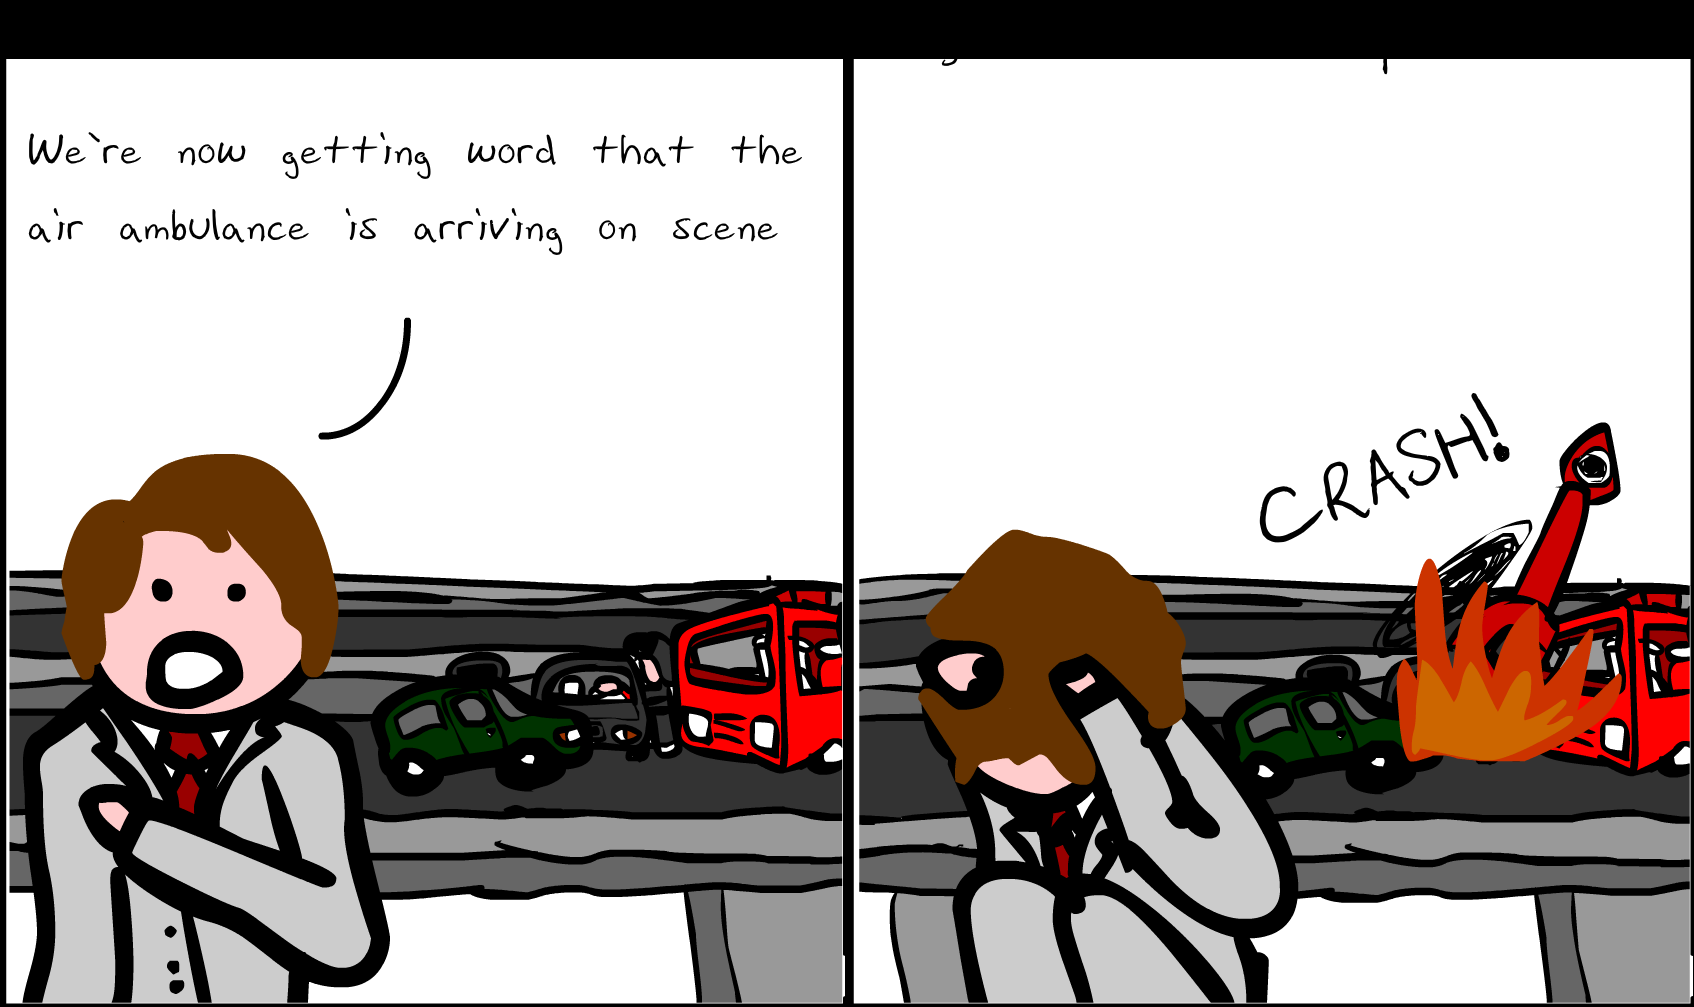 We`re now getting word that the
air ambulance is arriving on scene
CRASH!